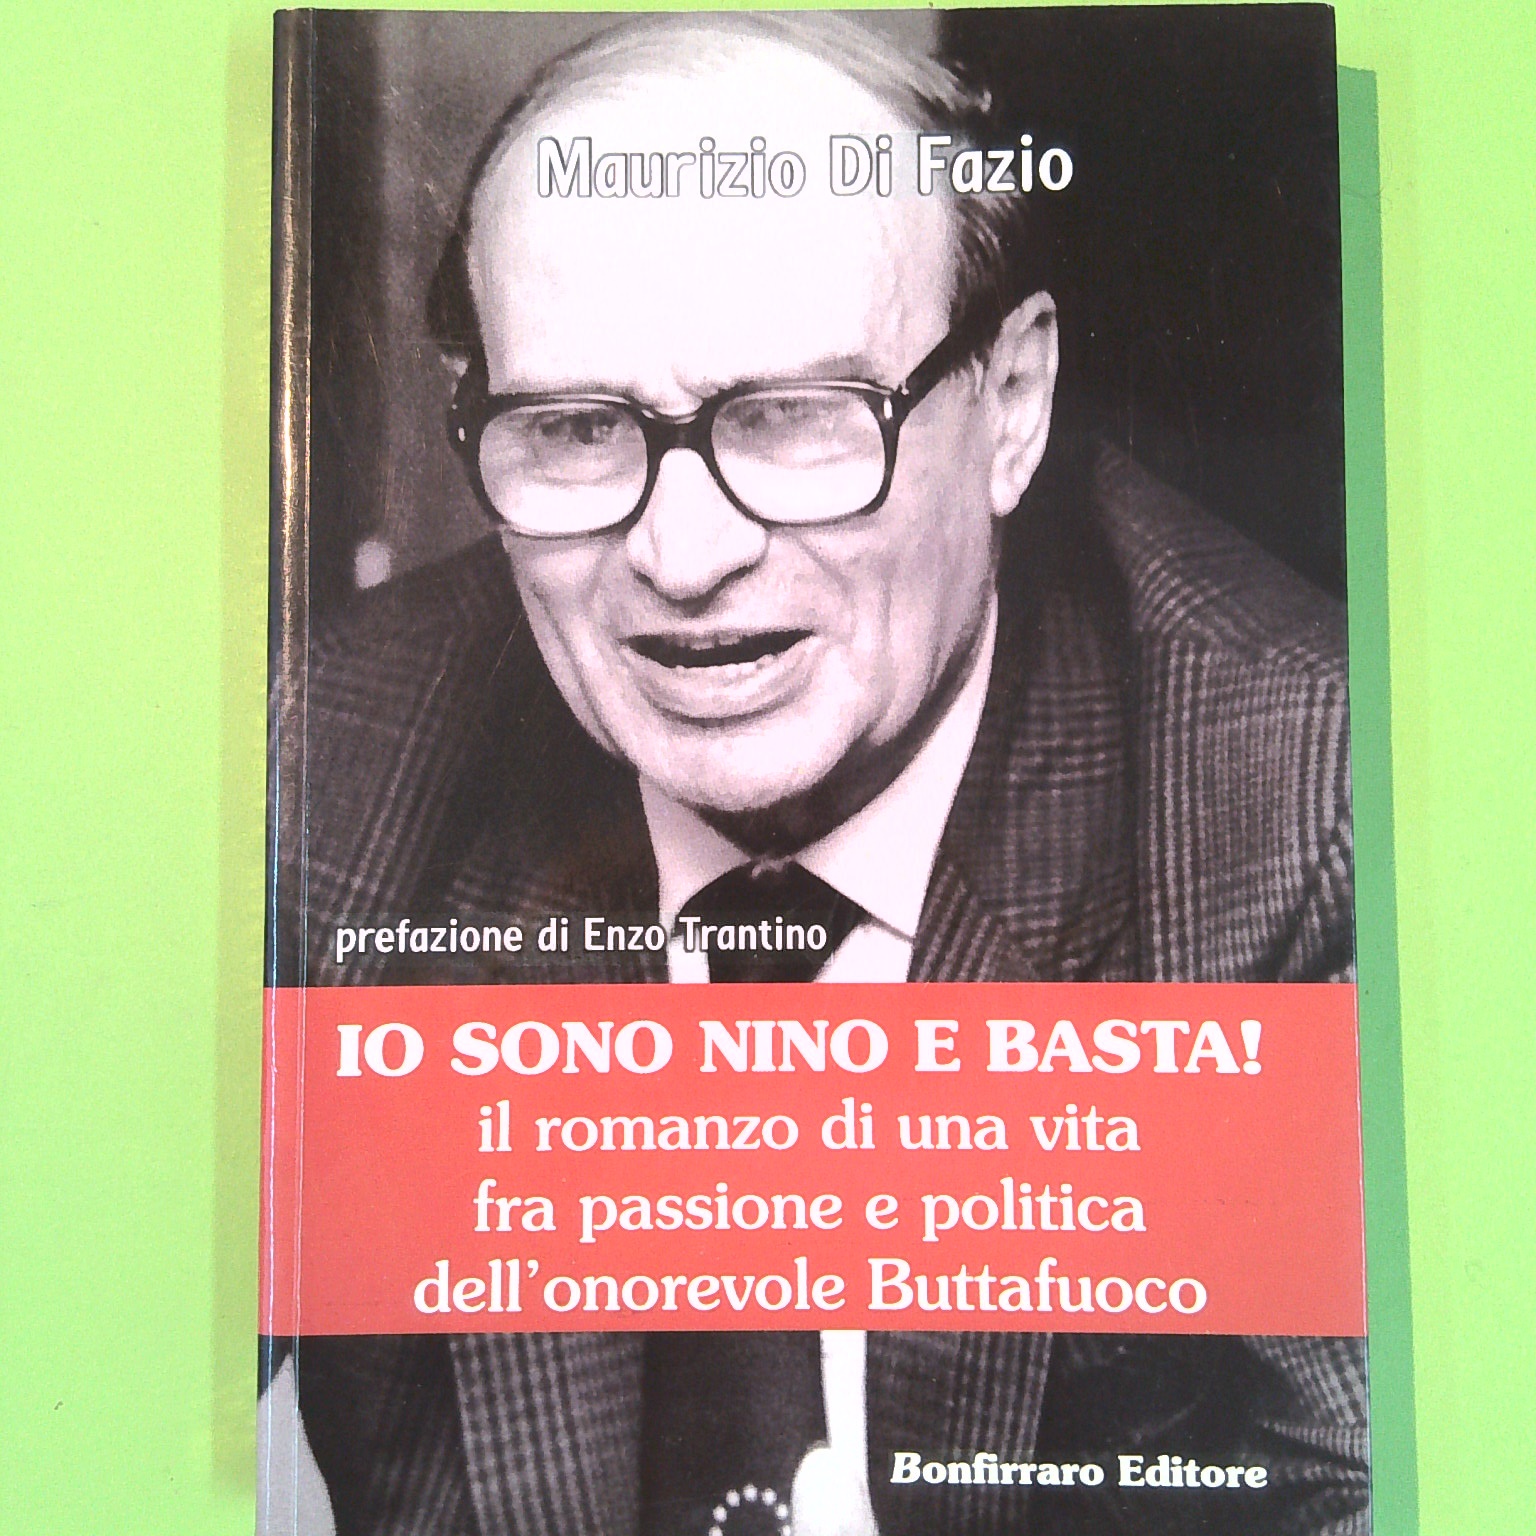 Maurizio Di Fazio
prefazione di Enzo Trantino
IO SONO NINO E BASTA!
il romanzo di una vita
fra passione e politica
dell'onorevole Buttafuoco
Bonfirraro Editore